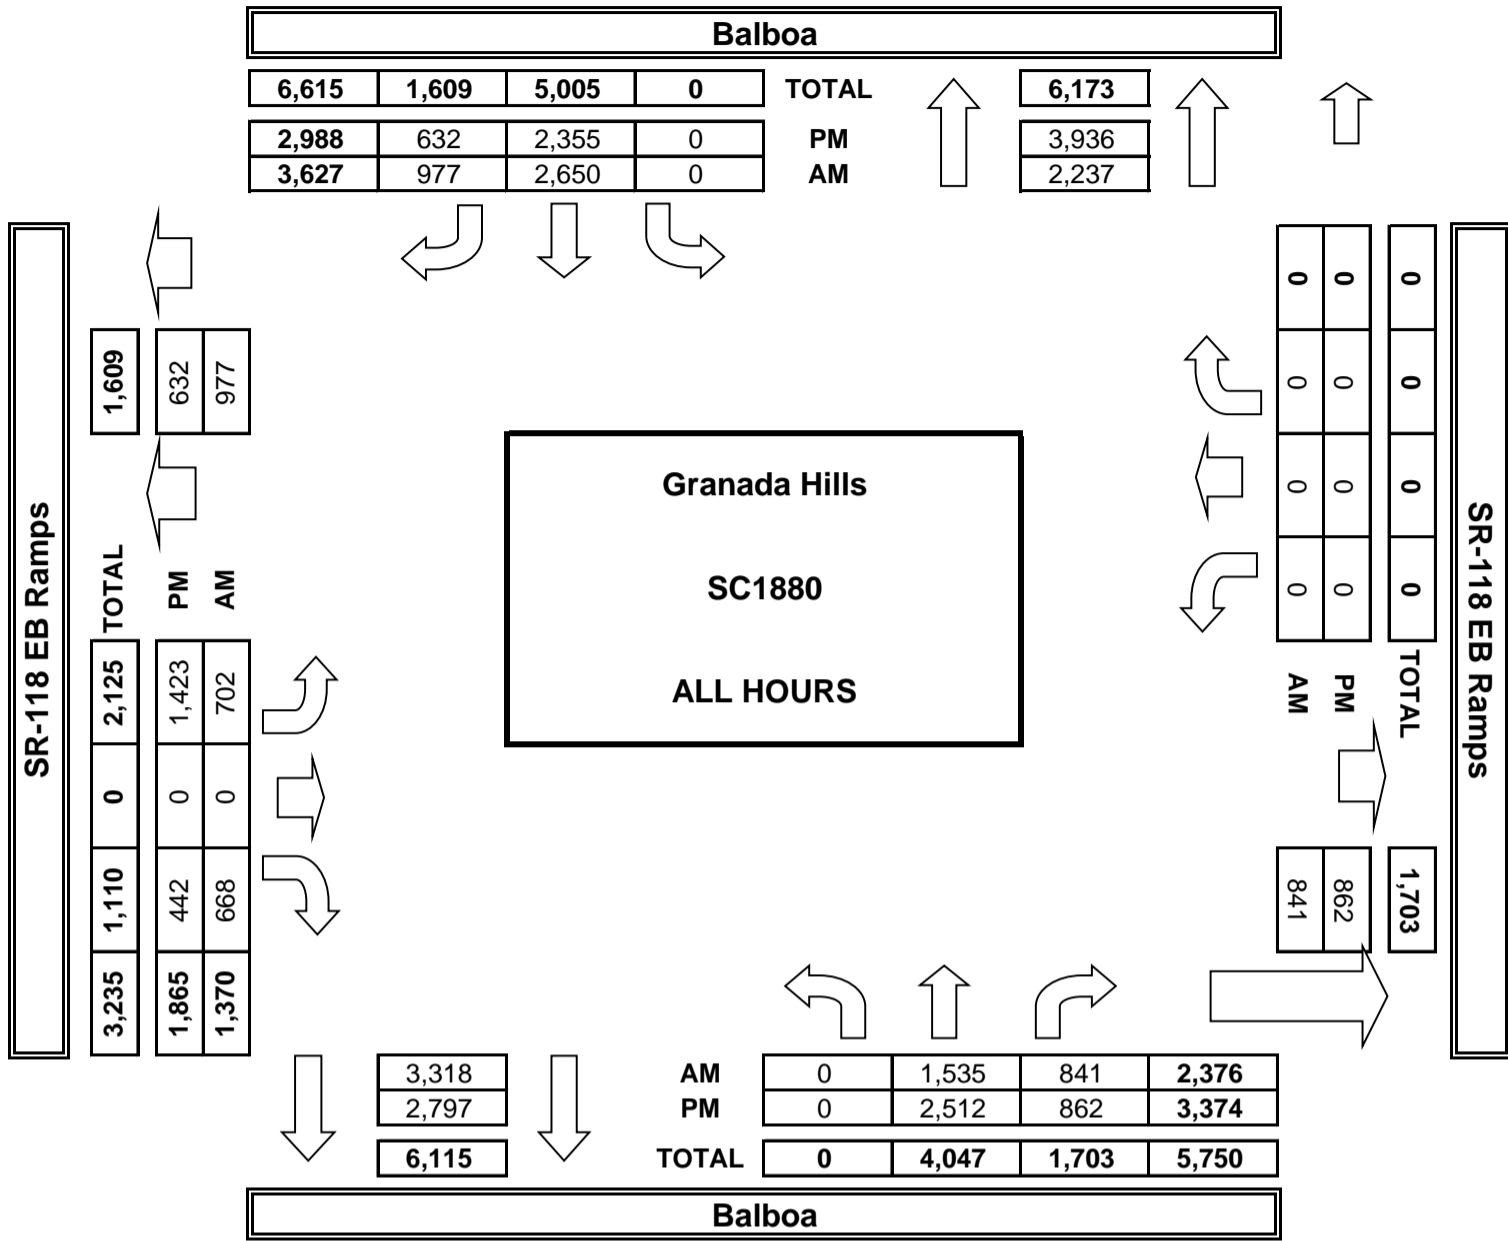 Balboa
6,615 1,609 5,005 0 TOTAL 6,173
2,988 632 2,355 0 PM 3,936
3,627 977 2,650 0 AM 2,237
SR-118 EB Ramps
1,609 632 977
TOTAL PM AM
2,125 1,423 702
0 0 0
1,110 442 668
3,235 1,865 1,370
Granada Hills
SC1880
ALL HOURS
0 0 0
0 0 0
0 0 0
0 0 0
AM PM TOTAL
841 862 1,703
SR-118 EB Ramps
3,318 AM 0 1,535 841 2,376
2,797 PM 0 2,512 862 3,374
6,115 TOTAL 0 4,047 1,703 5,750
Balboa